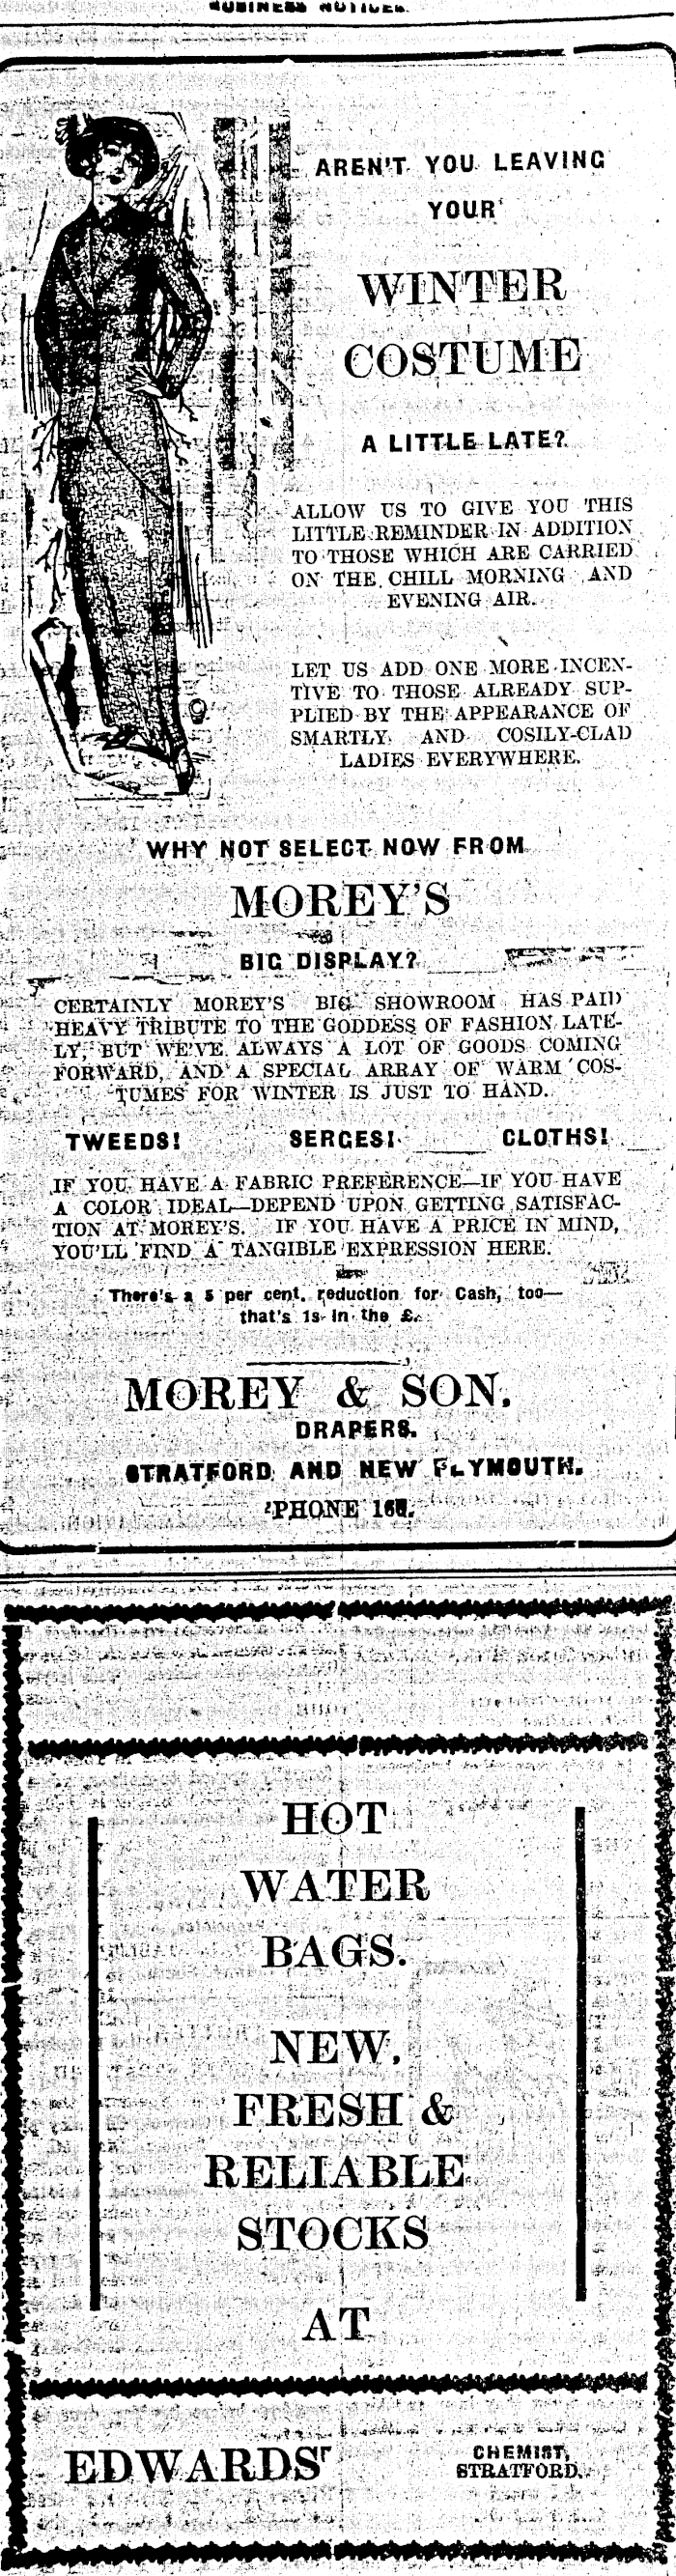 BUSINESS NOTICES.
AREN'T YOU LEAVING
YOUR
WINTER
COSTUME
A LITTLE LATE?
ALLOW US TO GIVE YOU THIS
LITTLE REMINDER IN ADDITION
TO THOSE WHICH ARE CARRIED
ON THE CHILL MORNING AND
EVENING AIR.
LET US ADD ONE MORE INCEN-
TIVE TO THOSE ALREADY SUP-
PLIED BY THE APPEARANCE OF
SMARTLY AND COSILY-CLAD
LADIES EVERYWHERE.
WHY NOT SELECT NOW FROM
MOREY'S
BIG DISPLAY?
CERTAINLY MOREY'S BIG SHOWROOM HAS PAID
HEAVY TRIBUTE TO THE GODDESS OF FASHION LATE-
LY, BUT WE'VE ALWAYS A LOT OF GOODS COMING
FORWARD, AND A SPECIAL ARRAY OF WARM COS-
TUMES FOR WINTER IS JUST TO HAND.
TWEEDS! SERGES! CLOTHS!
IF YOU HAVE A FABRIC PREFERENCE—IF YOU HAVE
A COLOR IDEAL—DEPEND UPON GETTING SATISFAC-
TION AT MOREY'S. IF YOU HAVE A PRICE IN MIND,
YOU'LL FIND A TANGIBLE EXPRESSION HERE.
There's a 5 per cent. reduction for Cash, too—
that's 1s in the £.
MOREY & SON.
DRAPERS.
STRATFORD AND NEW PLYMOUTH.
'PHONE
HOT
WATER
BAGS.
NEW,
FRESH &
RELIABLE
STOCKS
AT
EDWARDS' CHEMIST,
STRATFORD.